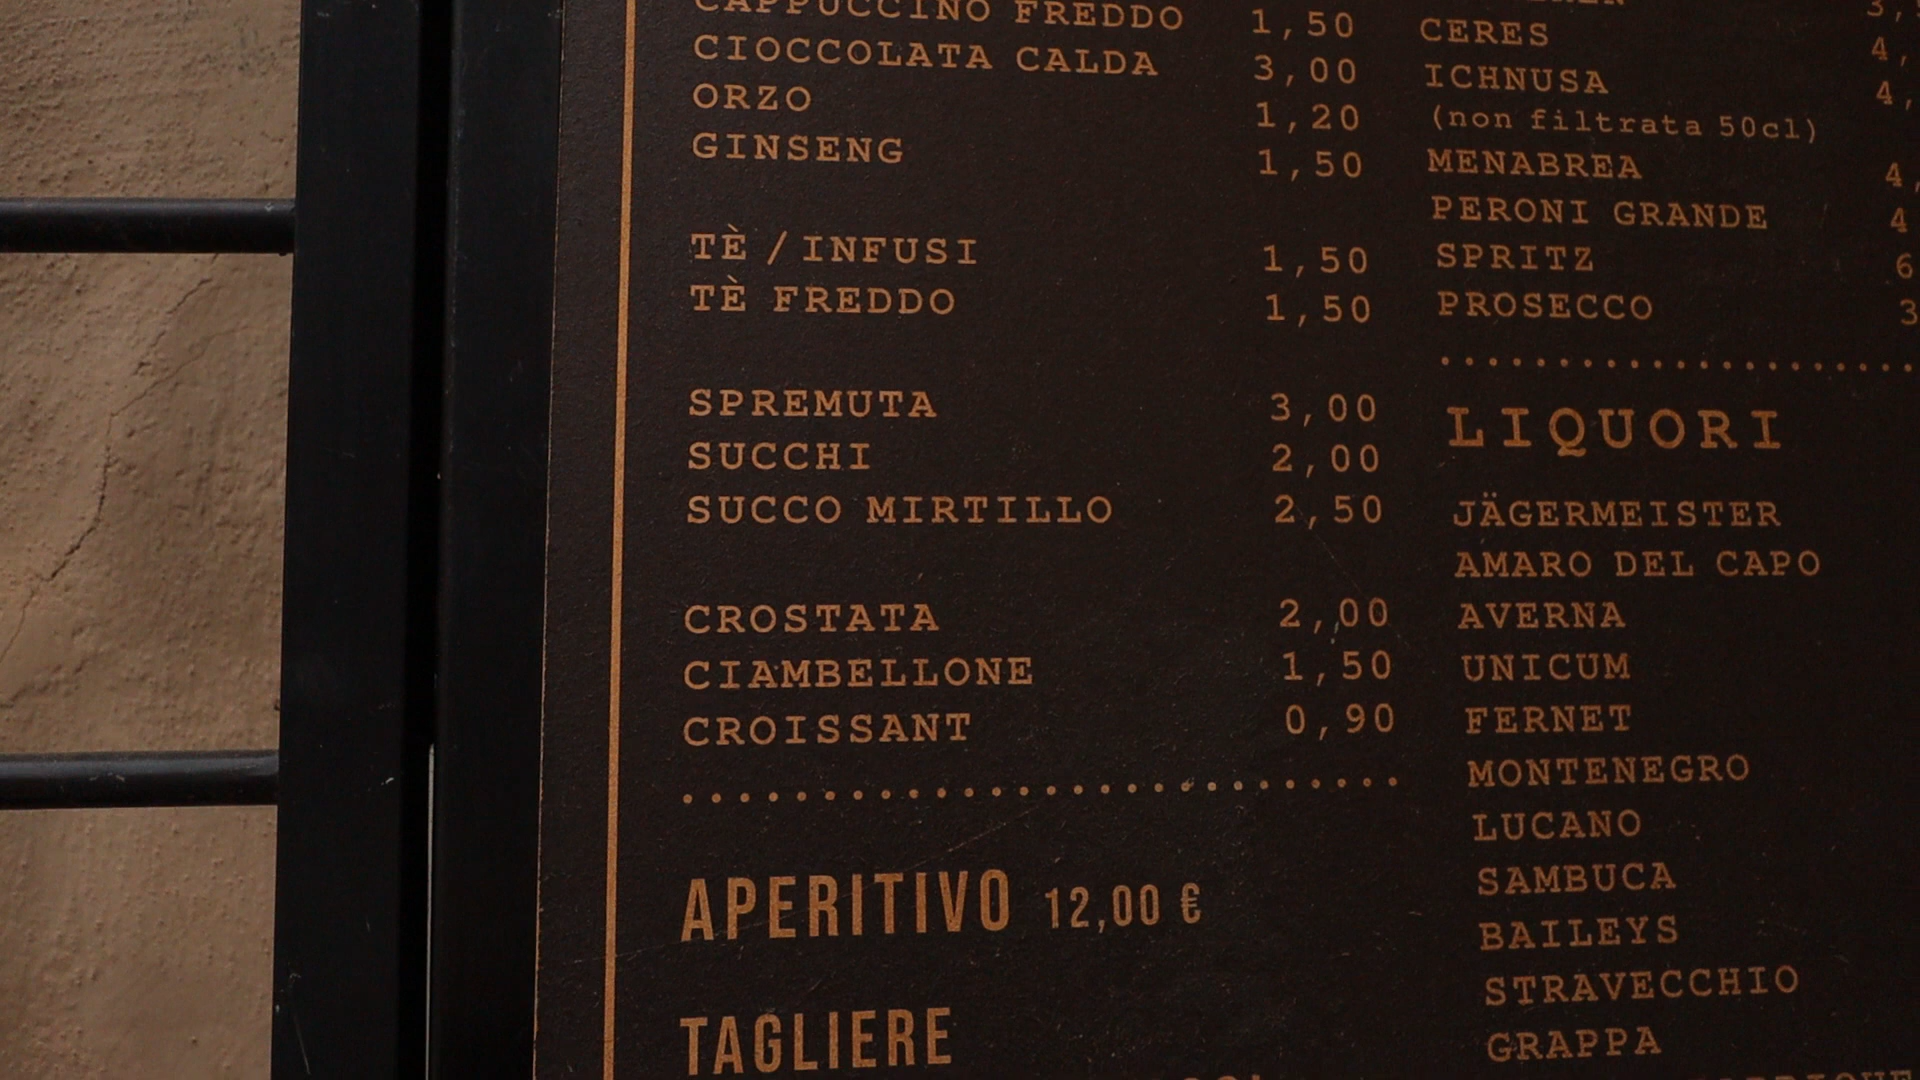 CAPPUCCINO FREDDO 1,50
CIOCCOLATA CALDA 3,00
ORZO 1,20
GINSENG 1,50
TÈ / INFUSI 1,50
TÈ FREDDO 1,50
SPREMUTA 3,00
SUCCHI 2,00
SUCCO MIRTILLO 2,50
CROSTATA 2,00
CIAMBELLONE 1,50
CROISSANT 0,90
APERITIVO 12,00 €
TAGLIERE
CERES 4,
ICHNUSA 4,
(non filtrata 50cl)
MENABREA 4,
PERONI GRANDE 4
SPRITZ 6
PROSECCO 3
LIQUORI
JÄGERMEISTER
AMARO DEL CAPO
AVERNA
UNICUM
FERNET
MONTENEGRO
LUCANO
SAMBUCA
BAILEYS
STRAVECCHIO
GRAPPA